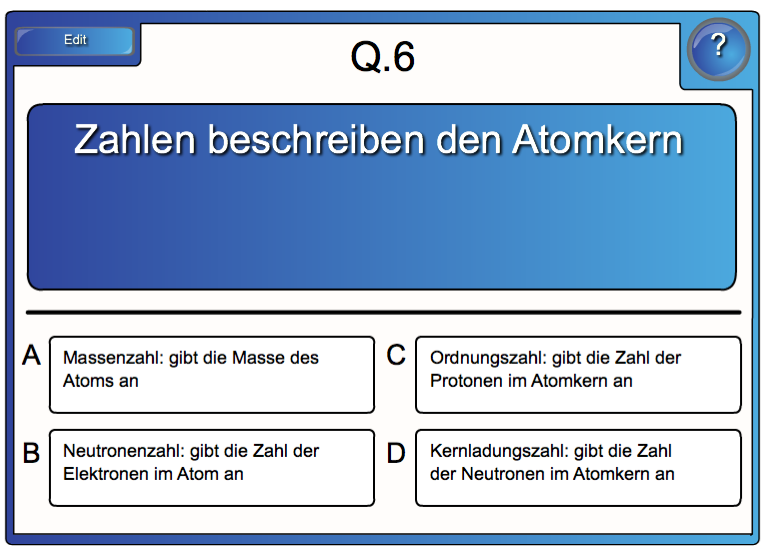 Edit
Q.6
?
Zahlen beschreiben den Atomkern
A
Massenzahl: gibt die Masse des
Atoms an
B
Neutronenzahl: gibt die Zahl der
Elektronen im Atom an
C
Ordnungszahl: gibt die Zahl der
Protonen im Atomkern an
D
Kernladungszahl: gibt die Zahl
der Neutronen im Atomkern an